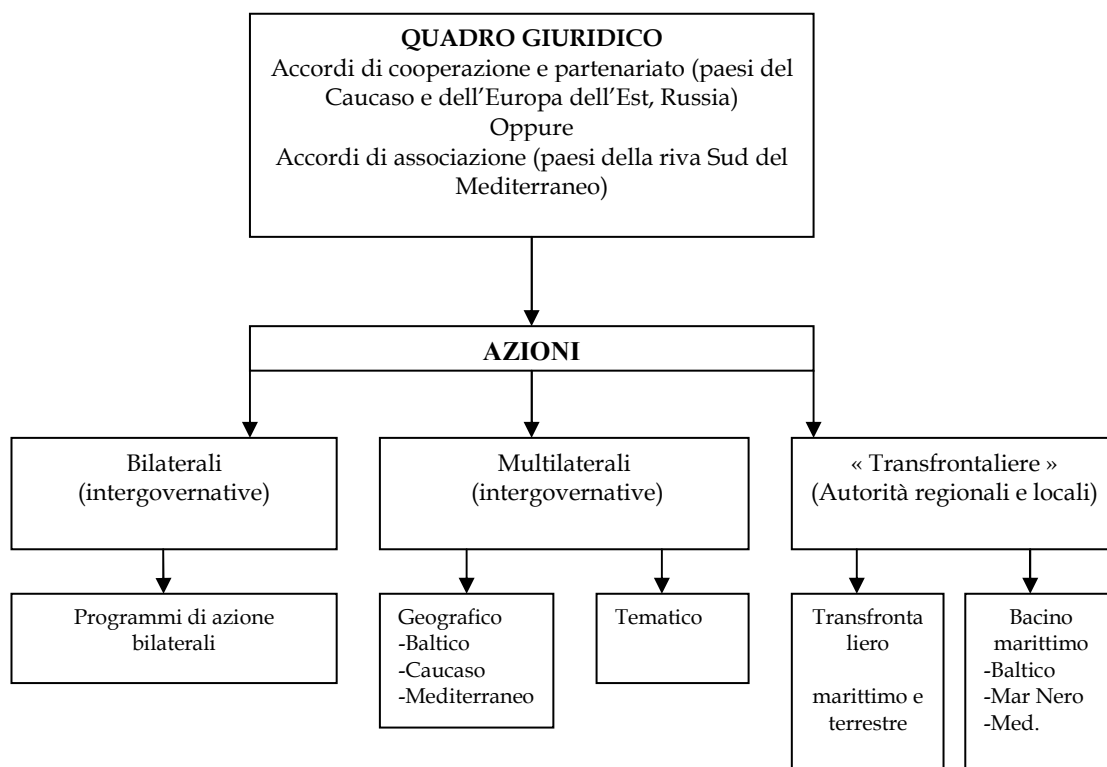 QUADRO GIURIDICO
Accordi di cooperazione e partenariato (paesi del
Caucaso e dell'Europa dell'Est, Russia)
Oppure
Accordi di associazione (paesi della riva Sud del
Mediterraneo)
AZIONI
Bilaterali
(intergovernative)
Multilaterali
(intergovernative)
« Transfrontaliere »
(Autorità regionali e locali)
Programmi di azione
bilaterali
Geografico
-Baltico
-Caucaso
-Mediterraneo
Tematico
Transfronta
liero
marittimo e
terrestre
Bacino
marittimo
-Baltico
-Mar Nero
-Med.